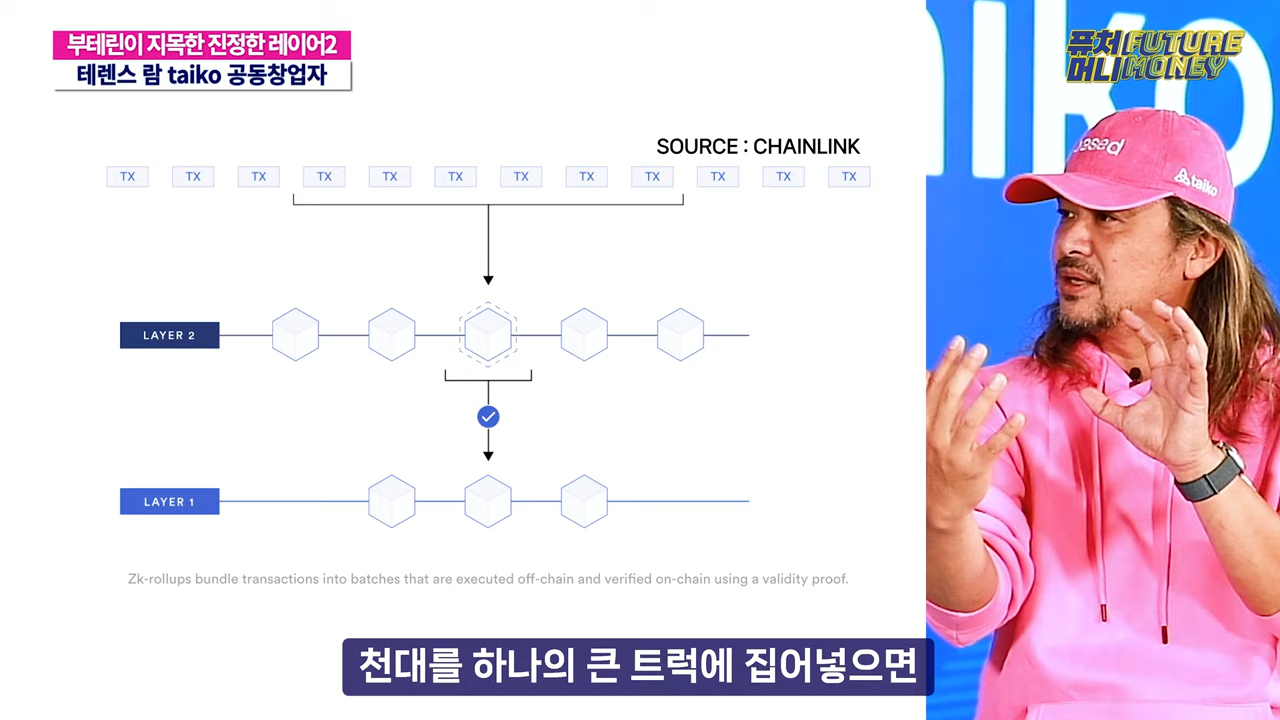 부테린이 지목한 진정한 레이어2
테렌스 람 taiko 공동창업자
퓨처 FUTURE
머니 MONEY
SOURCE : CHAINLINK
TX TX TX TX TX TX TX TX TX TX TX TX
LAYER 2
LAYER 1
Zk-rollups bundle transactions into batches that are executed off-chain and verified on-chain using a validity proof.
천대를 하나의 큰 트럭에 집어넣으면
taiko